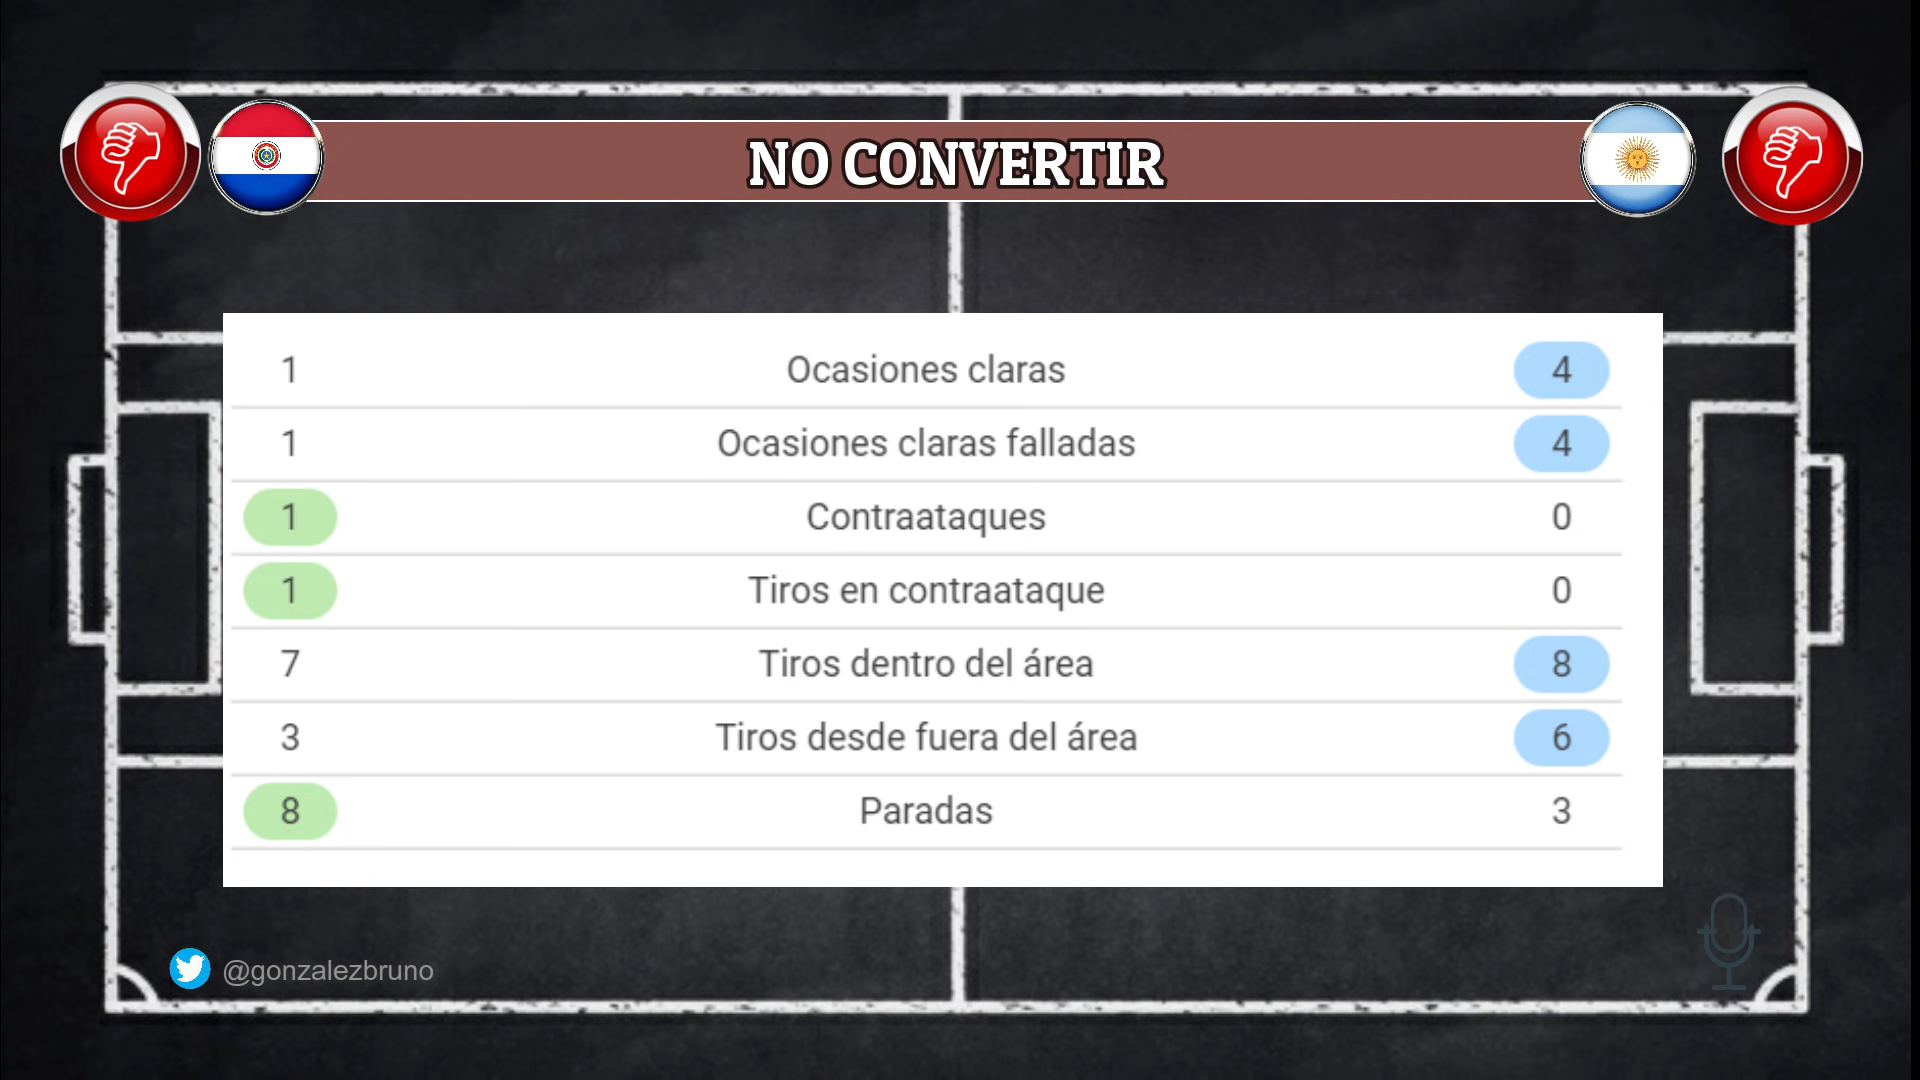 NO CONVERTIR
1 Ocasiones claras 4
1 Ocasiones claras falladas 4
1 Contraataques 0
1 Tiros en contraataque 0
7 Tiros dentro del área 8
3 Tiros desde fuera del área 6
8 Paradas 3
@gonzalezbruno